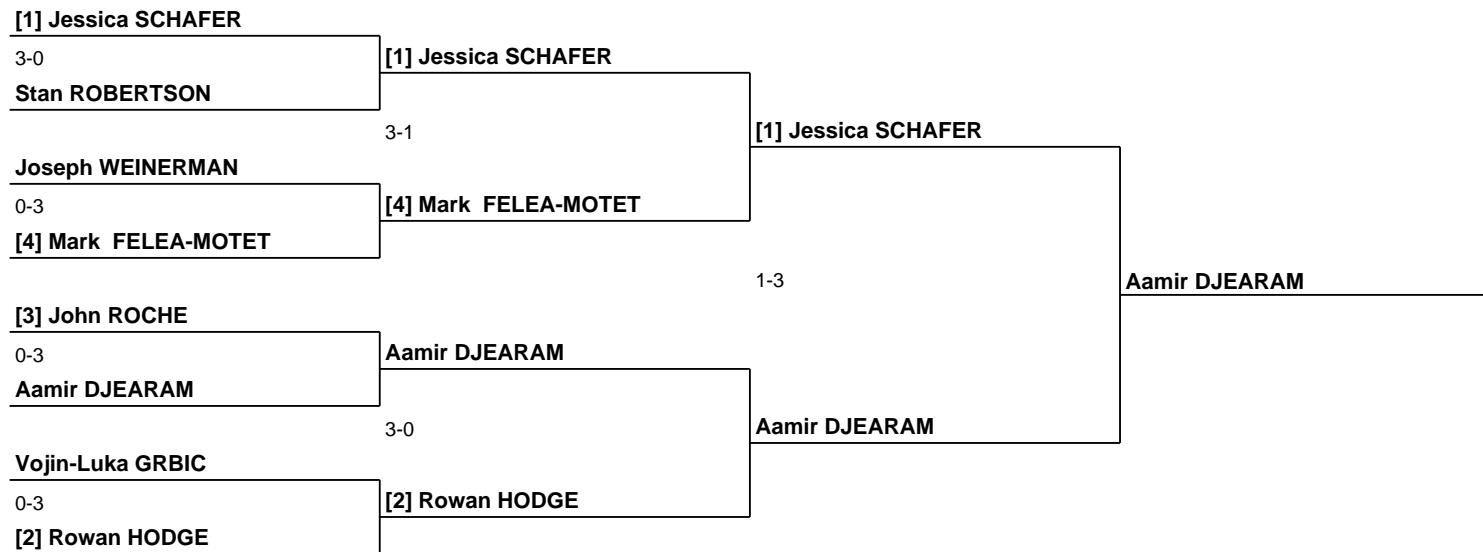 [1] Jessica SCHAFER
3-0
[1] Jessica SCHAFER
Stan ROBERTSON
3-1
[1] Jessica SCHAFER
Joseph WEINERMAN
0-3
[4] Mark  FELEA-MOTET
[4] Mark  FELEA-MOTET
1-3
Aamir DJEARAM
[3] John ROCHE
0-3
Aamir DJEARAM
Aamir DJEARAM
3-0
Aamir DJEARAM
Vojin-Luka GRBIC
0-3
[2] Rowan HODGE
[2] Rowan HODGE